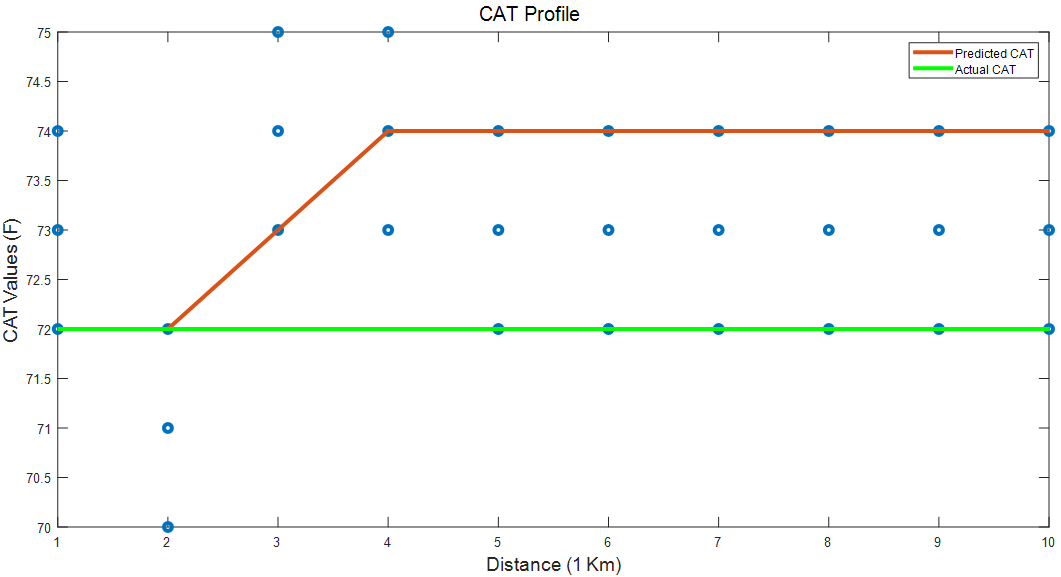 CAT Profile
75
74.5
74
73.5
73
72.5
72
71.5
71
70.5
70
CAT Values (F)
Predicted CAT
Actual CAT
1 2 3 4 5 6 7 8 9 10
Distance (1 Km)